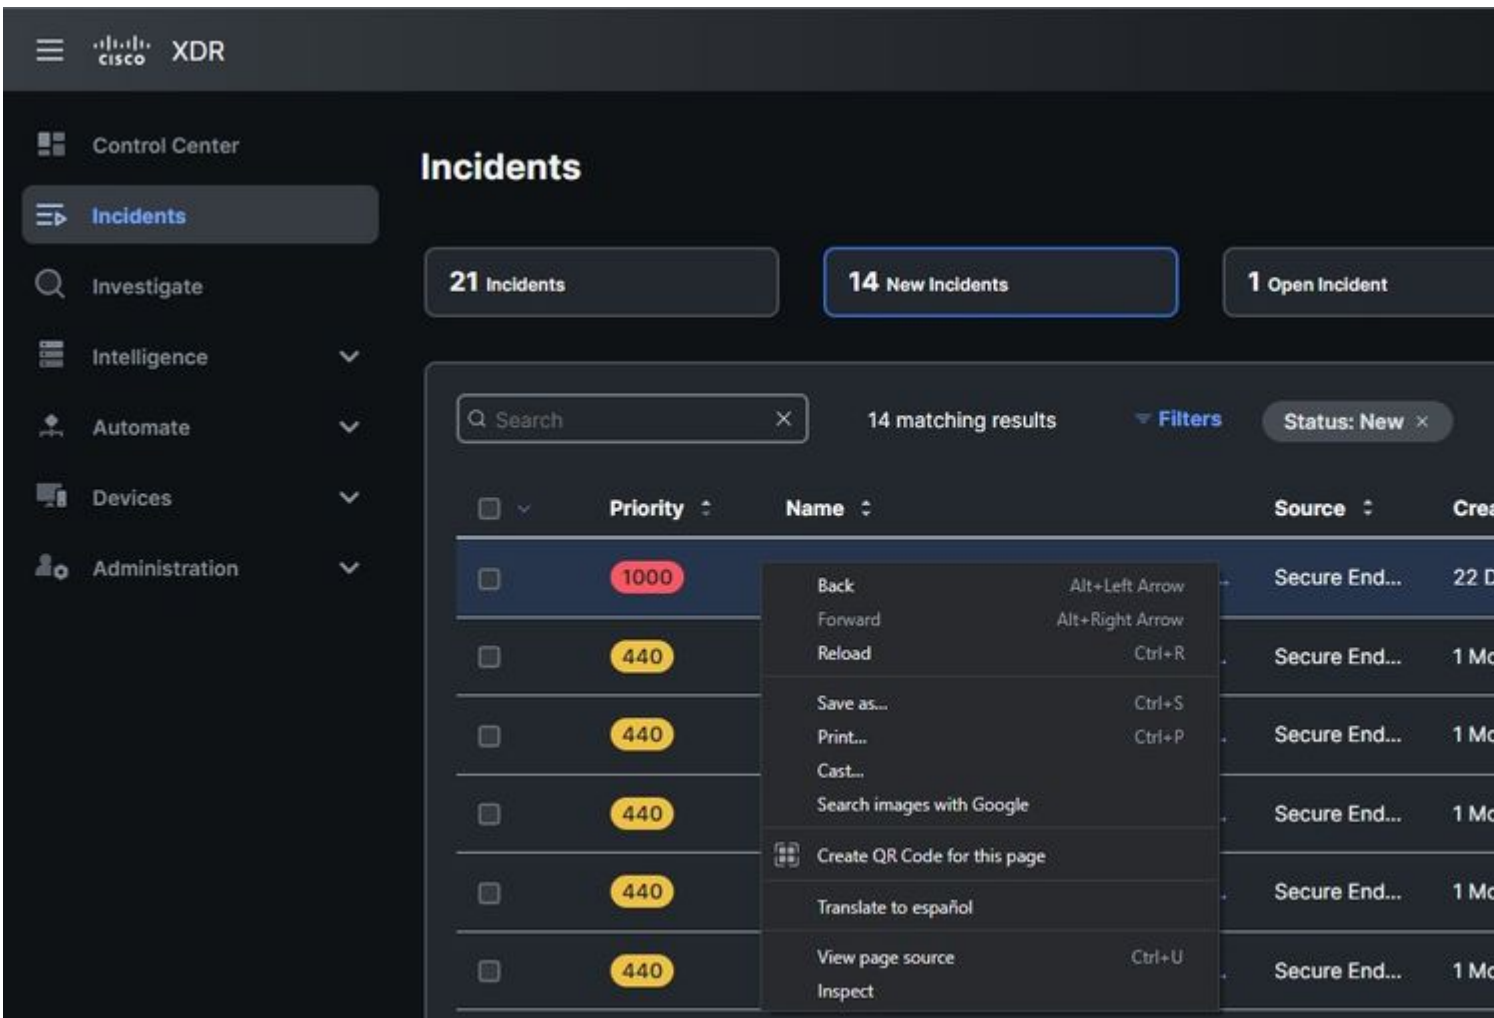 cisco XDR
Control Center
Incidents
Investigate
Intelligence
Automate
Devices
Administration
Incidents
21 Incidents
14 New Incidents
1 Open Incident
Search
14 matching results
Filters
Status: New
Priority Name Source Crea
1000 Secure End... 22 D
440 Secure End... 1 Mo
440 Secure End... 1 Mo
440 Secure End... 1 Mo
440 Secure End... 1 Mo
440 Secure End... 1 Mo
Back Alt+Left Arrow
Forward Alt+Right Arrow
Reload Ctrl+R
Save as... Ctrl+S
Print... Ctrl+P
Cast...
Search images with Google
Create QR Code for this page
Translate to español
View page source Ctrl+U
Inspect